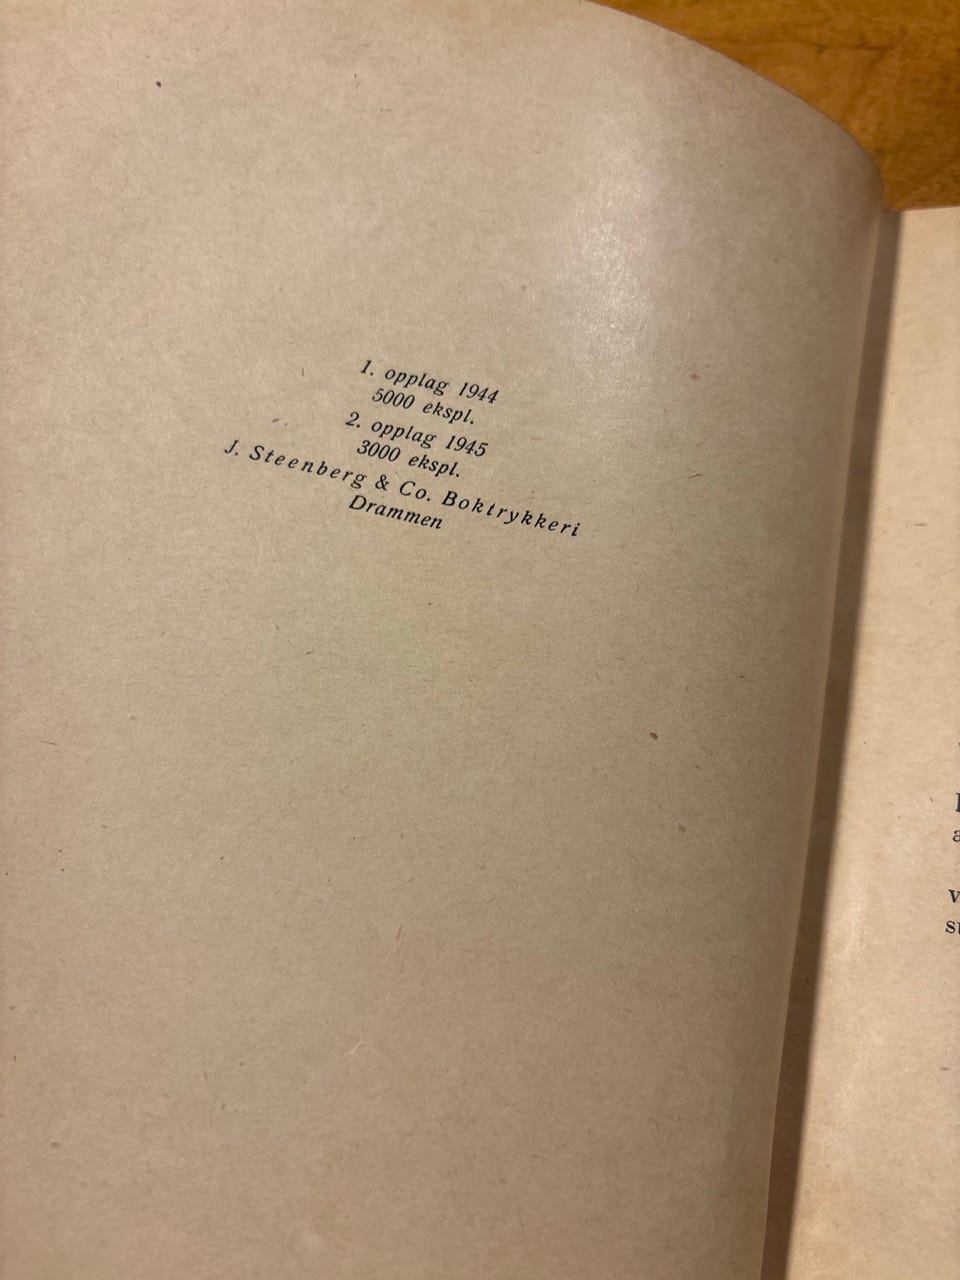 1. opplag 1944
5000 ekspl.
2. opplag 1945
3000 ekspl.
J. Steenberg & Co. Boktrykkeri
Drammen